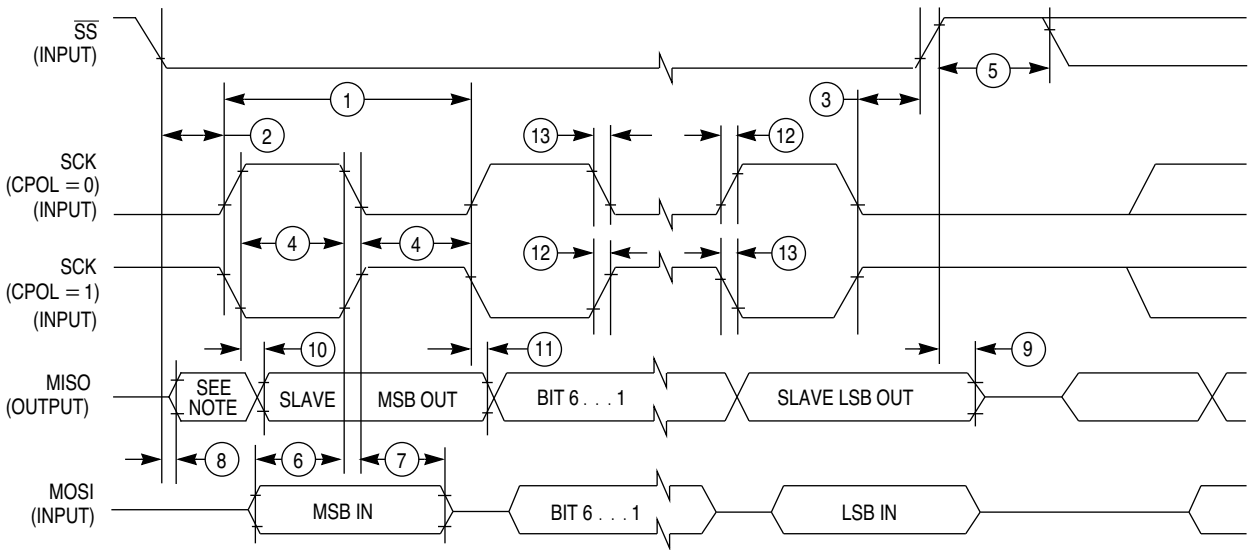 SS
(INPUT)
5
1
3
2
13
12
SCK
(CPOL = 0)
(INPUT)
4
4
SCK
(CPOL = 1)
(INPUT)
12
13
10
11
9
MISO
(OUTPUT)
SEE
NOTE
SLAVE
MSB OUT
BIT 6 . . . 1
SLAVE LSB OUT
8
6
7
MOSI
(INPUT)
MSB IN
BIT 6 . . . 1
LSB IN